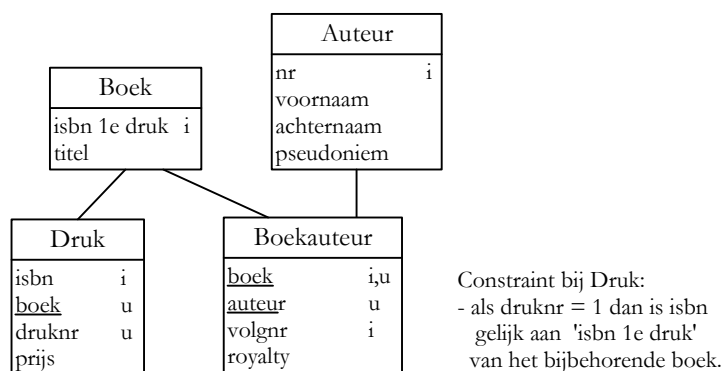 Auteur
nr i
voornaam
achternaam
pseudoniem
Boek
isbn 1e druk i
titel
Druk
isbn i
boek u
druknr u
prijs
Boekauteur
boek i,u
auteur u
volgnr i
royalty
Constraint bij Druk:
- als druknr = 1 dan is isbn
gelijk aan 'isbn 1e druk'
van het bijbehorende boek.